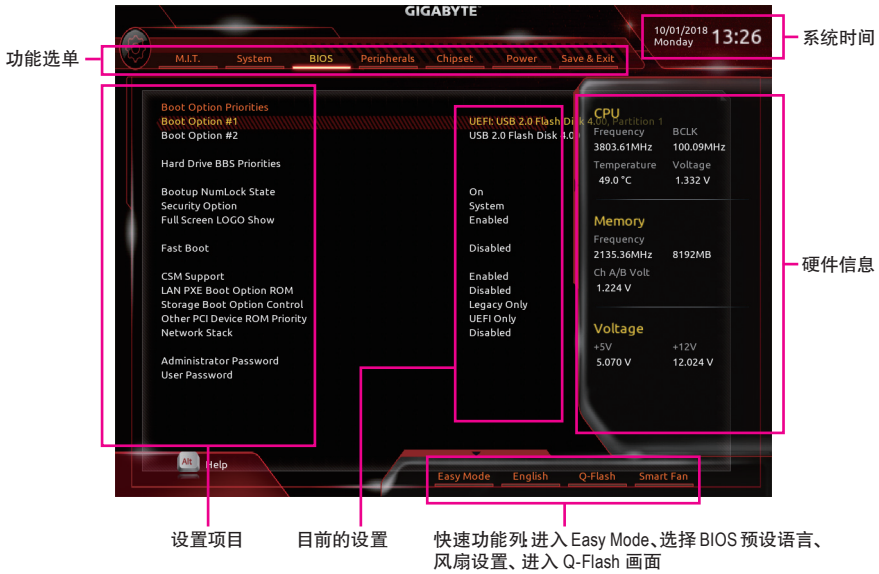 GIGABYTE
10/01/2018
Monday
13:26
系统时间
功能选单
M.I.T. System BIOS Peripherals Chipset Power Save & Exit
Boot Option Priorities
Boot Option #1 UEFI: USB 2.0 Flash Disk 4.00, Partition 1
Boot Option #2 USB 2.0 Flash Disk 4.00
Hard Drive BBS Priorities
Bootup NumLock State On
Security Option System
Full Screen LOGO Show Enabled
Fast Boot Disabled
CSM Support Enabled
LAN PXE Boot Option ROM Disabled
Storage Boot Option Control Legacy Only
Other PCI Device ROM Priority UEFI Only
Network Stack Disabled
Administrator Password
User Password
CPU
Frequency BCLK
3803.61MHz 100.09MHz
Temperature Voltage
49.0 °C 1.332 V
Memory
Frequency
2135.36MHz 8192MB
Ch A/B Volt
1.224 V
Voltage
+5V +12V
5.070 V 12.024 V
硬件信息
Alt Help
Easy Mode English Q-Flash Smart Fan
设置项目
目前的设置
快速功能列:进入 Easy Mode、选择 BIOS 预设语言、
风扇设置、进入 Q-Flash 画面